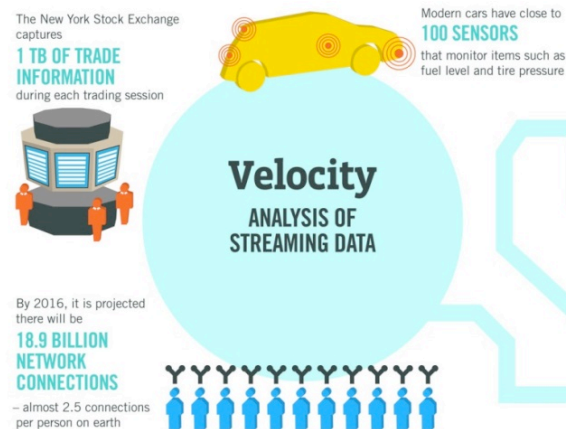 The New York Stock Exchange
captures
1 TB OF TRADE
INFORMATION
during each trading session
Modern cars have close to
100 SENSORS
that monitor items such as
fuel level and tire pressure
Velocity
ANALYSIS OF
STREAMING DATA
By 2016, it is projected
there will be
18.9 BILLION
NETWORK
CONNECTIONS
– almost 2.5 connections
per person on earth